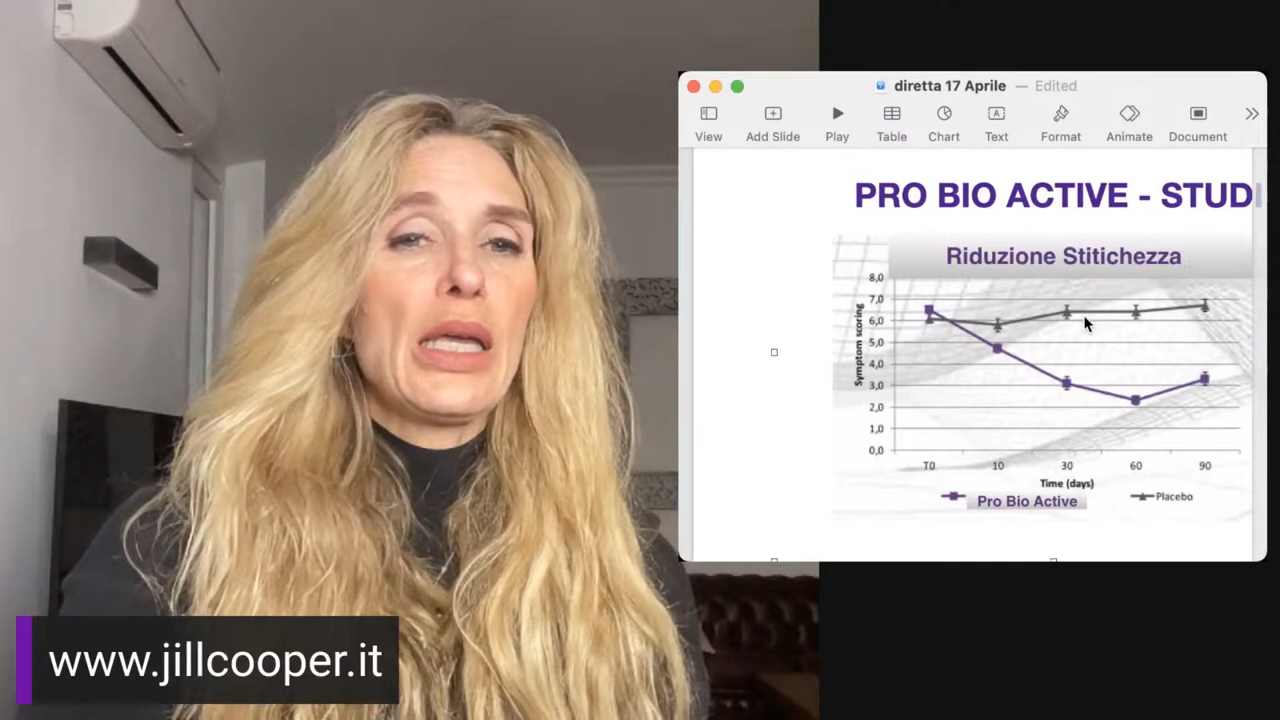 diretta 17 Aprile — Edited
View Add Slide Play Table Chart Text Format Animate Document
PRO BIO ACTIVE - STUDI
Riduzione Stitichezza
8,0
7,0
6,0
5,0
4,0
3,0
2,0
1,0
0,0
Symptom scoring
T0 10 30 60 90
Time (days)
Pro Bio Active Placebo
www.jillcooper.it